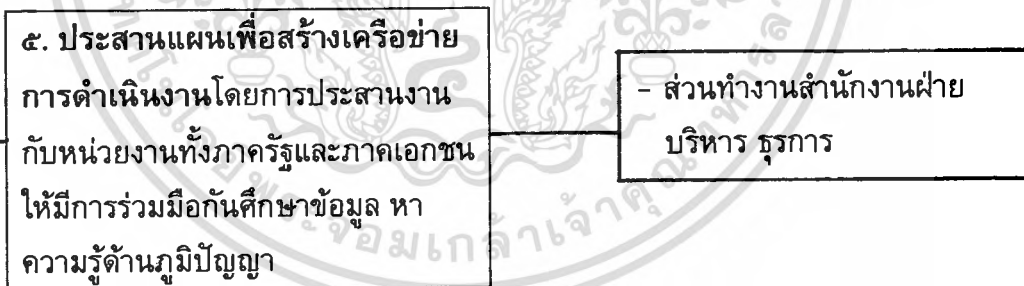 ๕. ประสานแผนเพื่อสร้างเครือข่าย
การดำเนินงานโดยการประสานงาน
กับหน่วยงานทั้งภาครัฐและภาคเอกชน
ให้มีการร่วมมือกันศึกษาข้อมูล หา
ความรู้ด้านภูมิปัญญา
- ส่วนทำงานสำนักงานฝ่าย
บริหาร ธุรการ